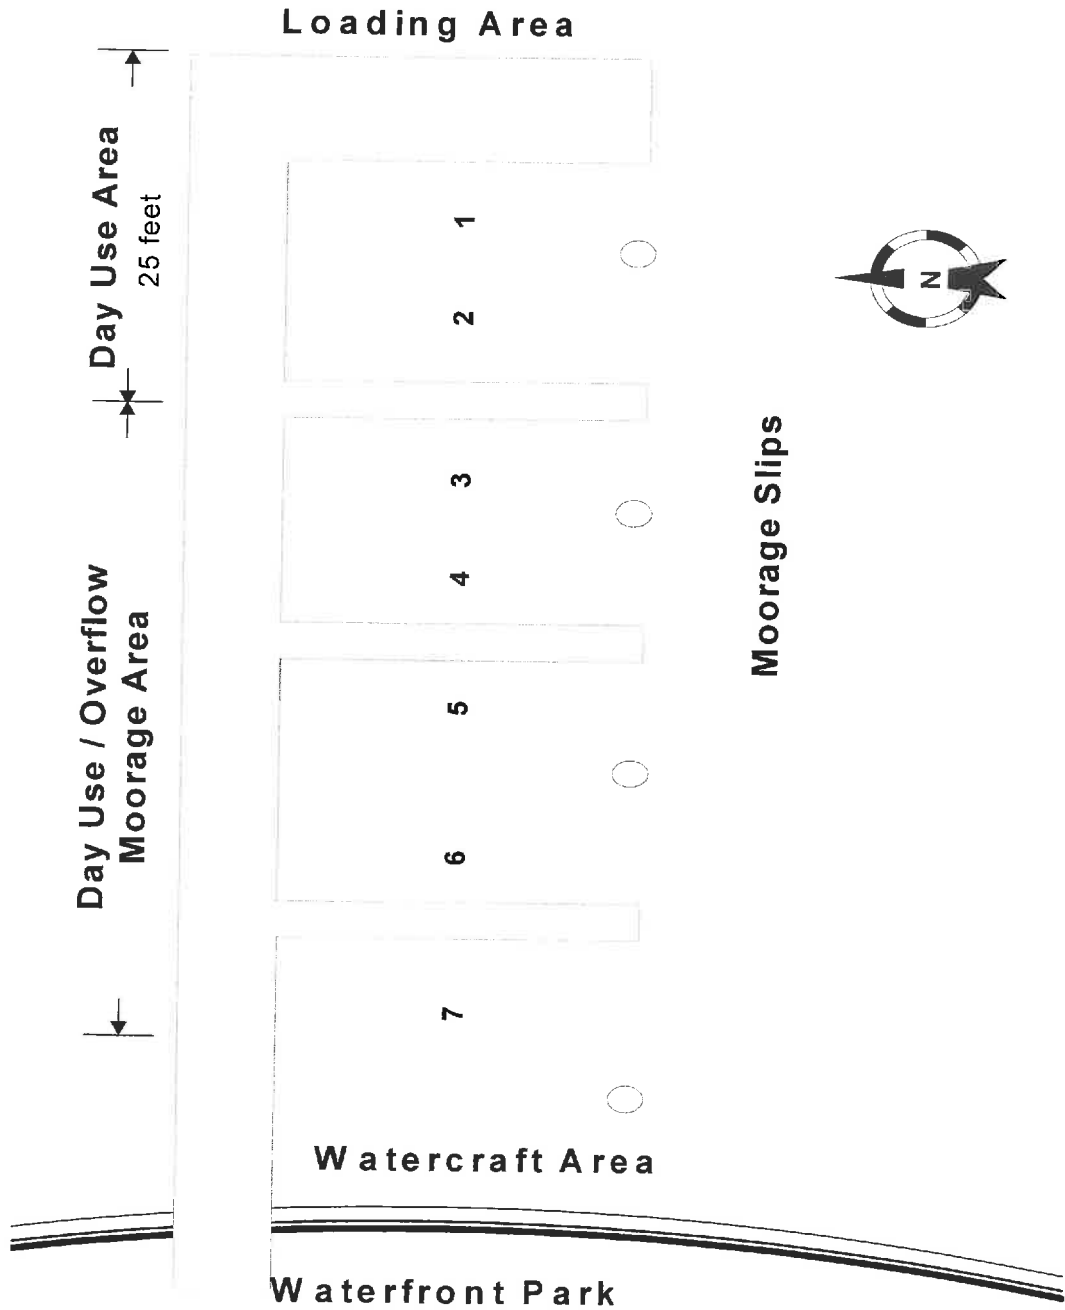 Loading Area
Day Use Area
25 feet
1
2
N
3
4
Moorage Slips
Day Use / Overflow
Moorage Area
5
6
7
Watercraft Area
Waterfront Park